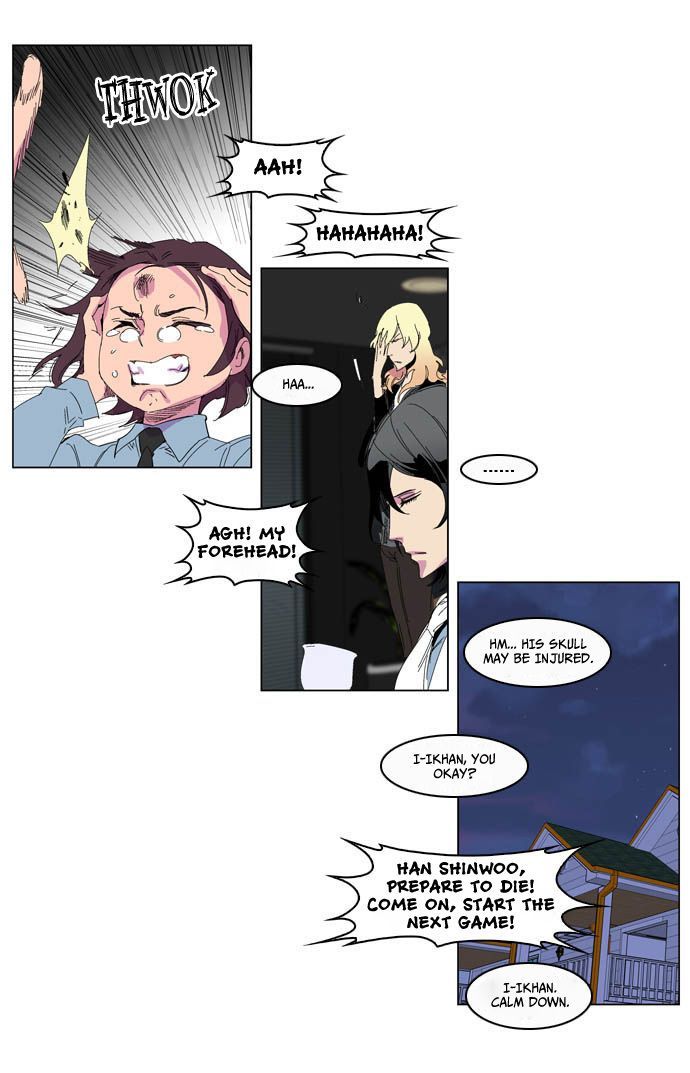 THWOK
AAH!
HAHAHAHA!
HAA...
------
AGH! MY
FOREHEAD!
HM... HIS SKULL
MAY BE INJURED.
I-IKHAN, YOU
OKAY?
HAN SHINWOO,
PREPARE TO DIE!
COME ON, START THE
NEXT GAME!
I-IKHAN.
CALM DOWN.